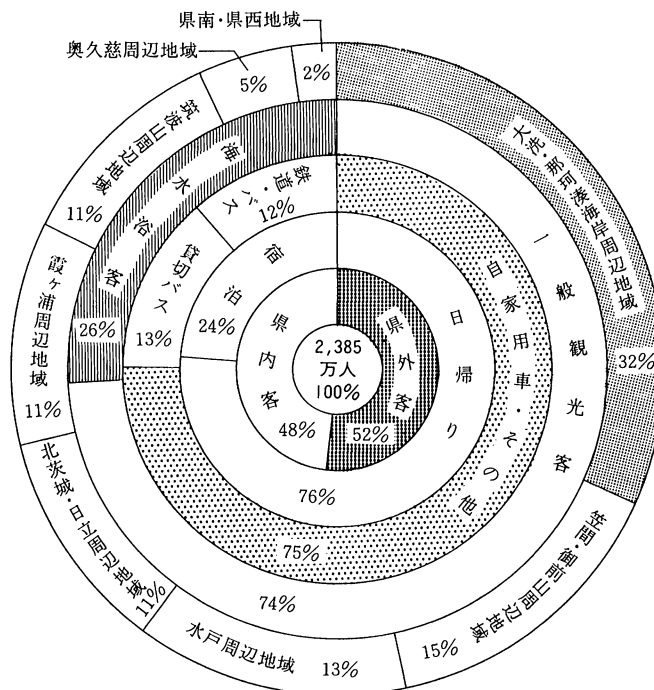 県南・県西地域
2%
奥久慈周辺地域
5%
筑波山周辺地域
11%
霞ヶ浦周辺地域
11%
北茨城・日立周辺地域
11%
水戸周辺地域
13%
笠間・御前山周辺地域
15%
大洗・那珂湊海岸周辺地域
32%
海水浴客
26%
一般観光客
74%
鉄道・バス
12%
貸切バス
13%
自家用車・その他
75%
宿泊
24%
日帰り
76%
県内客
48%
県外客
52%
2,385
万人
100%